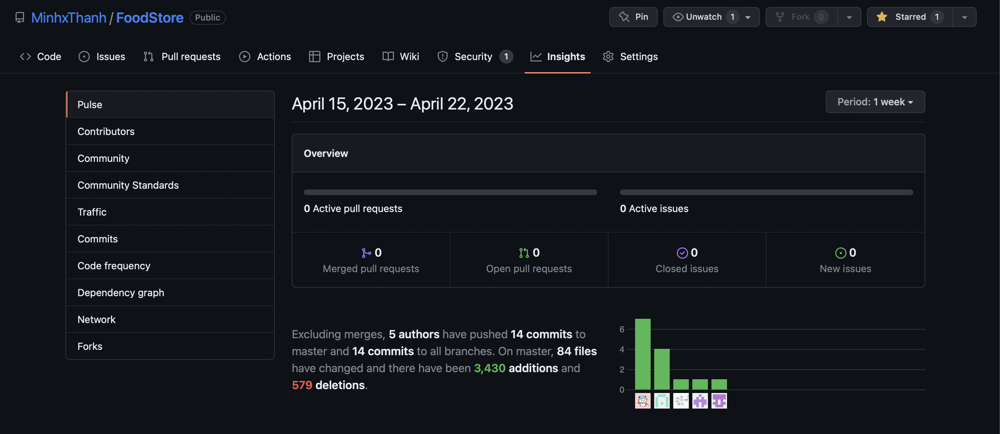 MinhxThanh / FoodStore Public
Pin Unwatch 1 Fork 0 Starred 1
Code Issues Pull requests Actions Projects Wiki Security 1 Insights Settings
Pulse
Contributors
Community
Community Standards
Traffic
Commits
Code frequency
Dependency graph
Network
Forks
April 15, 2023 – April 22, 2023
Period: 1 week
Overview
0 Active pull requests
0 Active issues
0
Merged pull requests
0
Open pull requests
0
Closed issues
0
New issues
Excluding merges, 5 authors have pushed 14 commits to
master and 14 commits to all branches. On master, 84 files
have changed and there have been 3,430 additions and
579 deletions.
6
4
2
0